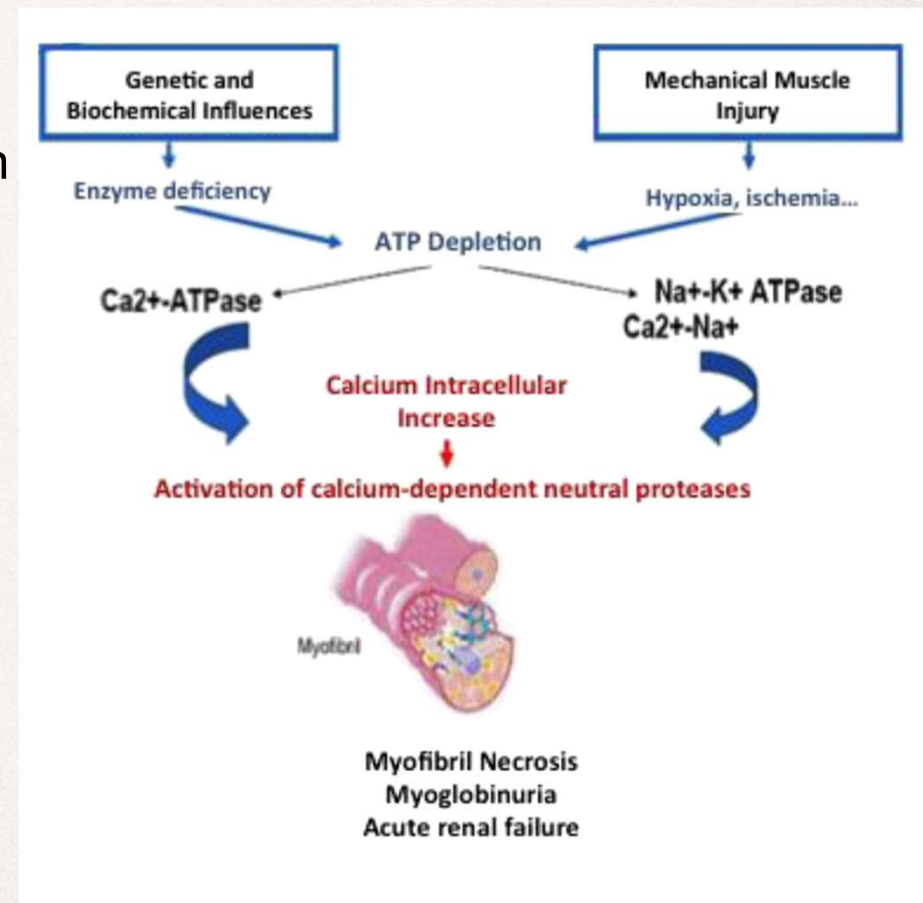 Genetic and
Biochemical Influences
Mechanical Muscle
Injury
n
Enzyme deficiency
Hypoxia, ischemia...
ATP Depletion
Ca2+-ATPase
Na+-K+ ATPase
Ca2+-Na+
Calcium Intracellular
Increase
Activation of calcium-dependent neutral proteases
Myofibril
Myofibril Necrosis
Myoglobinuria
Acute renal failure